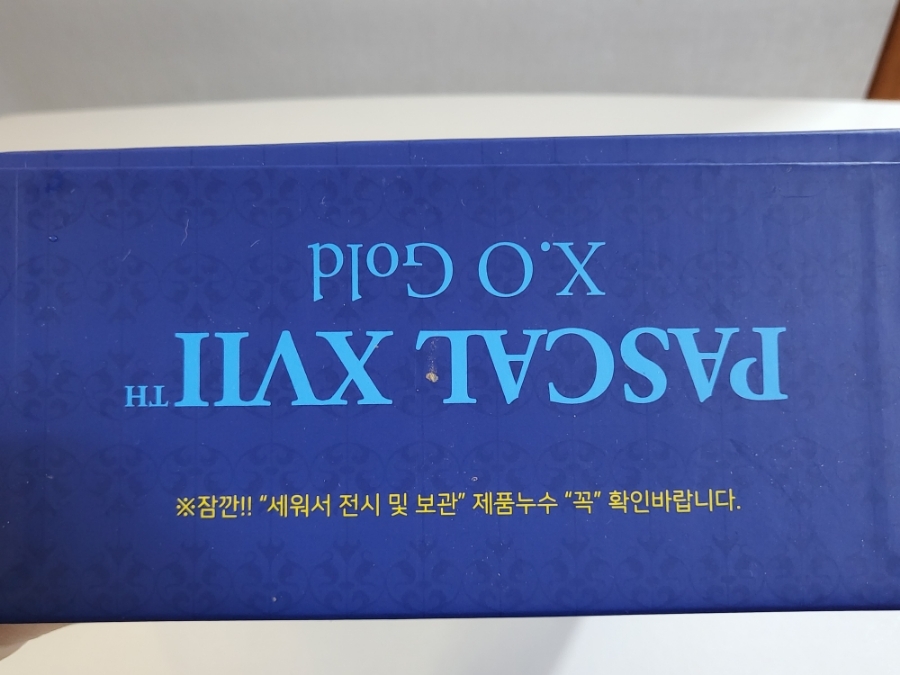 PASCAL XVII TH
X.O Gold
※잠깐!! “세워서 전시 및 보관” 제품누수 “꼭” 확인바랍니다.